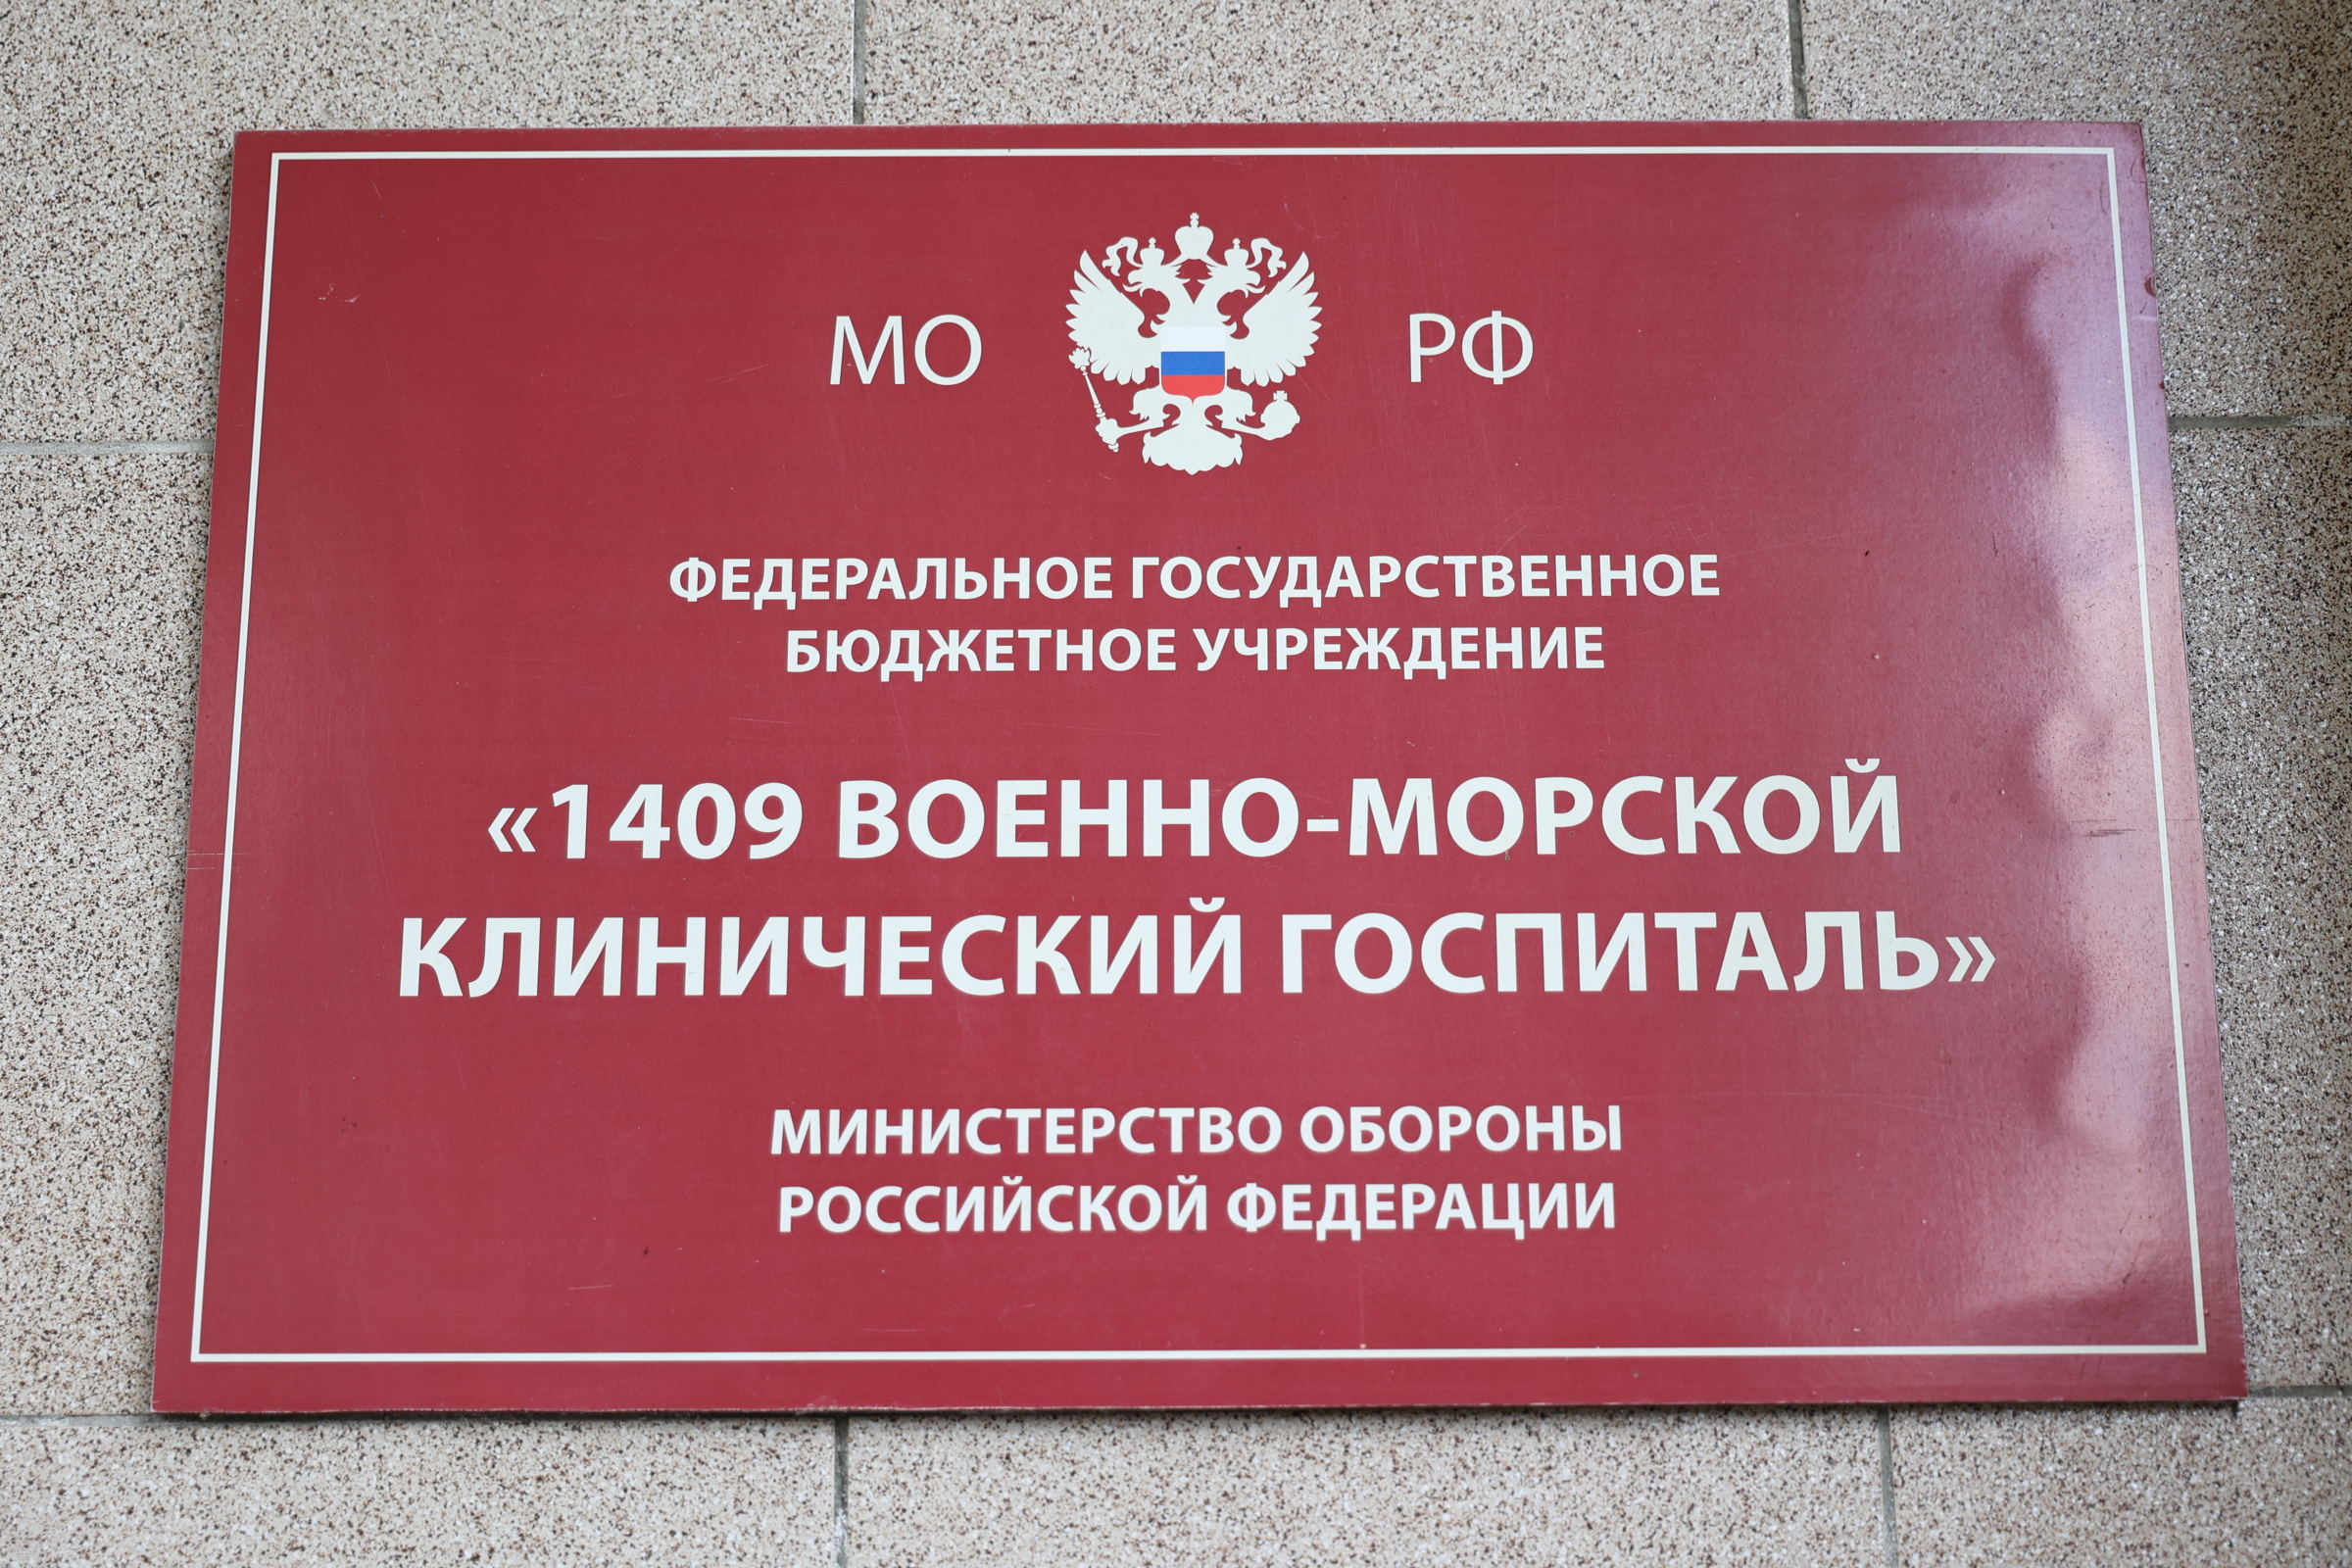 МО РФ
ФЕДЕРАЛЬНОЕ ГОСУДАРСТВЕННОЕ
БЮДЖЕТНОЕ УЧРЕЖДЕНИЕ
«1409 ВОЕННО-МОРСКОЙ
КЛИНИЧЕСКИЙ ГОСПИТАЛЬ»
МИНИСТЕРСТВО ОБОРОНЫ
РОССИЙСКОЙ ФЕДЕРАЦИИ